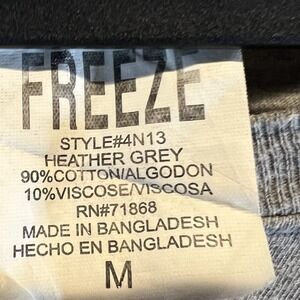 FREEZE
STYLE#4N13
HEATHER GREY
90%COTTON/ALGODON
10%VISCOSE/VISCOSA
RN#71868
MADE IN BANGLADESH
HECHO EN BANGLADESH
M